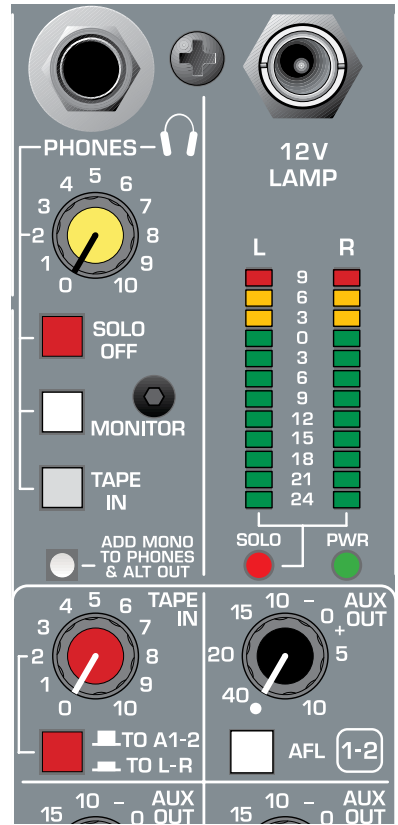 PHONES
12V
LAMP
0 1 2 3 4 5 6 7 8 9 10
SOLO
OFF
MONITOR
TAPE
IN
L R
9
6
3
0
3
6
9
12
15
18
21
24
SOLO PWR
ADD MONO
TO PHONES
& ALT OUT
TAPE
IN
0 1 2 3 4 5 6 7 8 9 10
TO A1-2
TO L-R
AUX
OUT
40 20 15 10 – 0 + 5 10
AFL 1-2
15 10 – 0 AUX
OUT
15 10 – 0 AUX
OUT